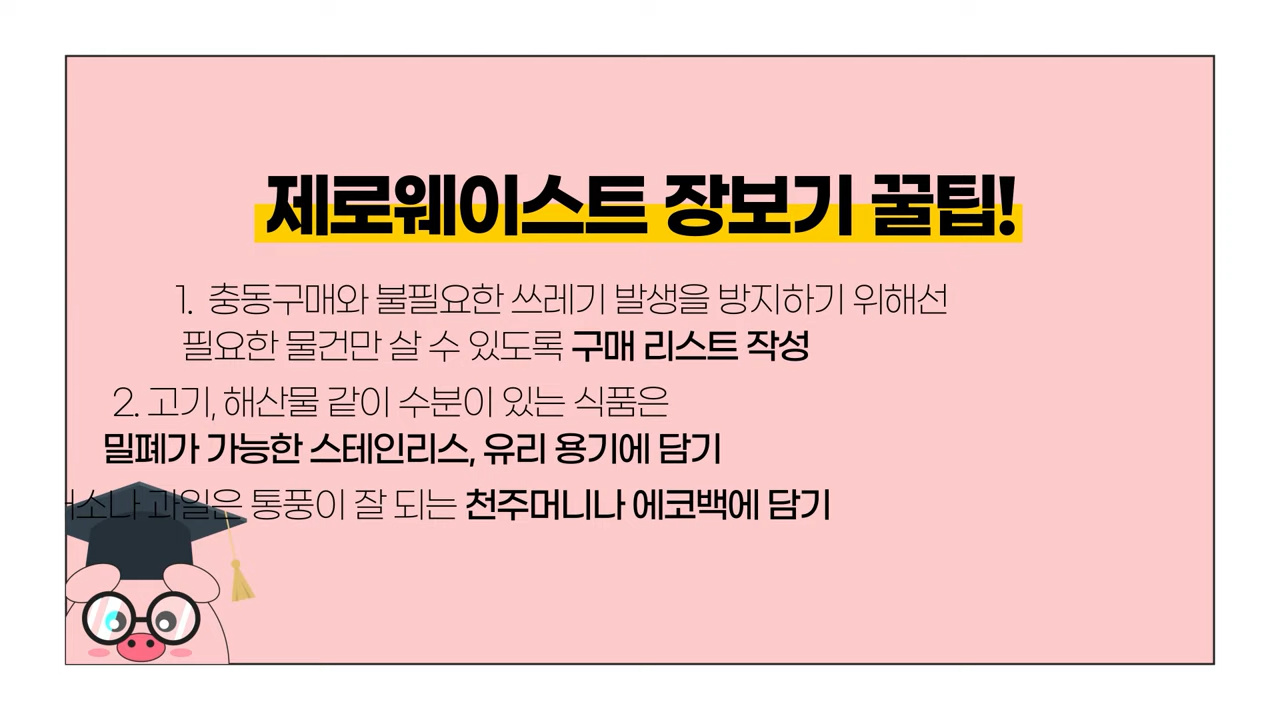 제로웨이스트 장보기 꿀팁!
1. 충동구매와 불필요한 쓰레기 발생을 방지하기 위해선
필요한 물건만 살 수 있도록 구매 리스트 작성
2. 고기, 해산물 같이 수분이 있는 식품은
밀폐가 가능한 스테인리스, 유리 용기에 담기
과일은 통풍이 잘 되는 천주머니나 에코백에 담기